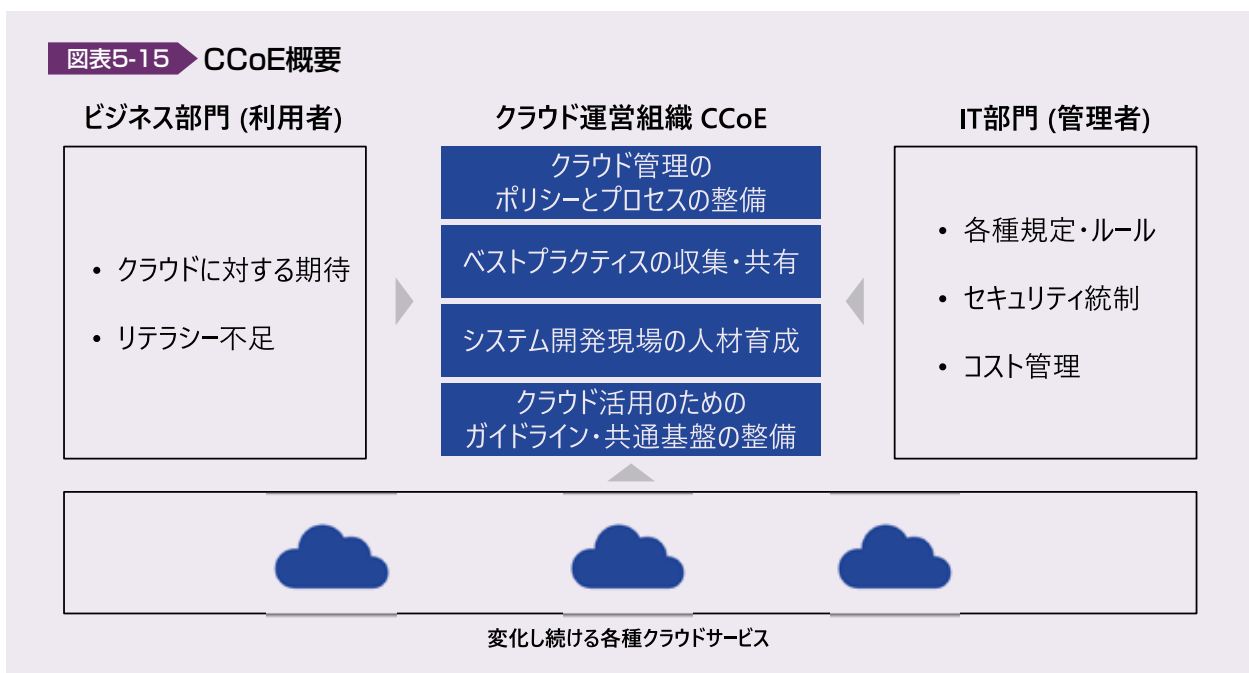 図表5-15 CCoE概要
ビジネス部門 (利用者)
• クラウドに対する期待
• リテラシー不足
クラウド運営組織 CCoE
クラウド管理の
ポリシーとプロセスの整備
ベストプラクティスの収集・共有
システム開発現場の人材育成
クラウド活用のための
ガイドライン・共通基盤の整備
IT部門 (管理者)
• 各種規定・ルール
• セキュリティ統制
• コスト管理
変化し続ける各種クラウドサービス